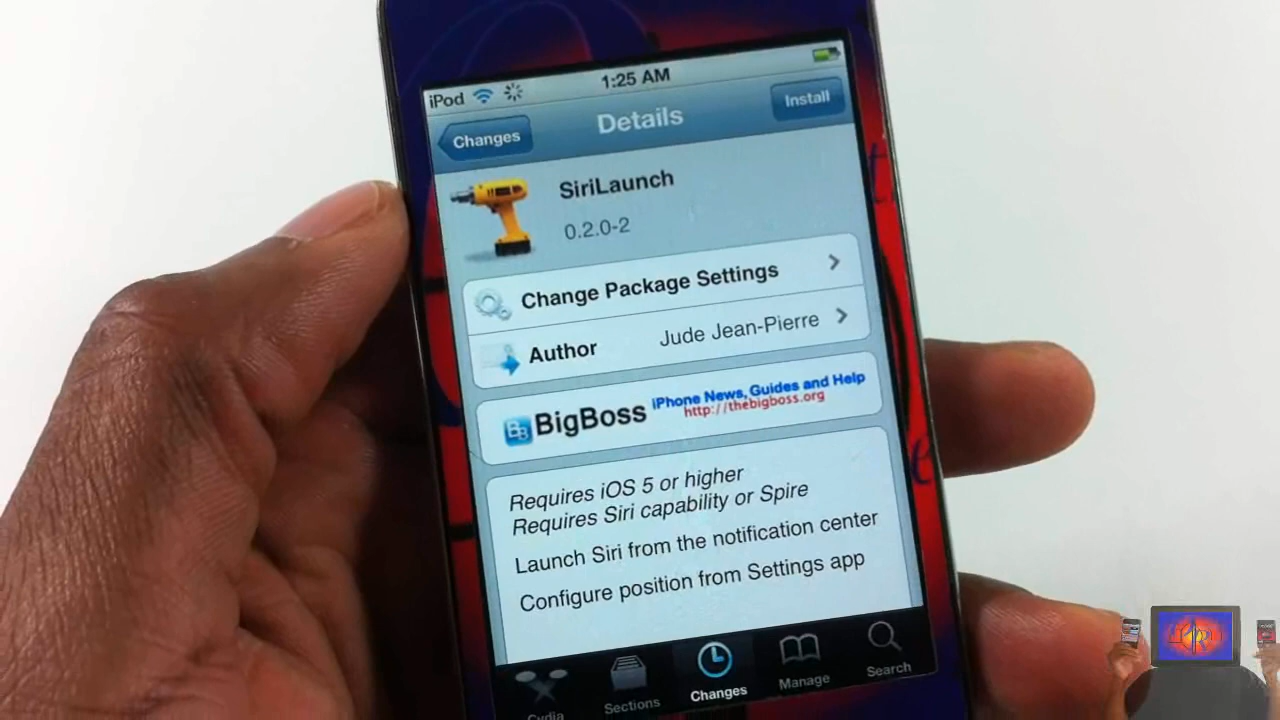 iPod
1:25 AM
Changes
Details
Install
SiriLaunch
0.2.0-2
Change Package Settings
Author
Jude Jean-Pierre
BigBoss
iPhone News, Guides and Help
http://thebigboss.org
Requires iOS 5 or higher
Requires Siri capability or Spire
Launch Siri from the notification center
Configure position from Settings app
Cydia
Sections
Changes
Manage
Search